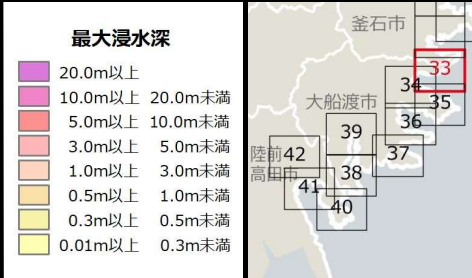 最大浸水深
20.0m以上
10.0m以上 20.0m未満
5.0m以上 10.0m未満
3.0m以上 5.0m未満
1.0m以上 3.0m未満
0.5m以上 1.0m未満
0.3m以上 0.5m未満
0.01m以上 0.3m未満
釜石市
33
34
35
大船渡市
36
39
37
陸前
高田市
42
38
41
40